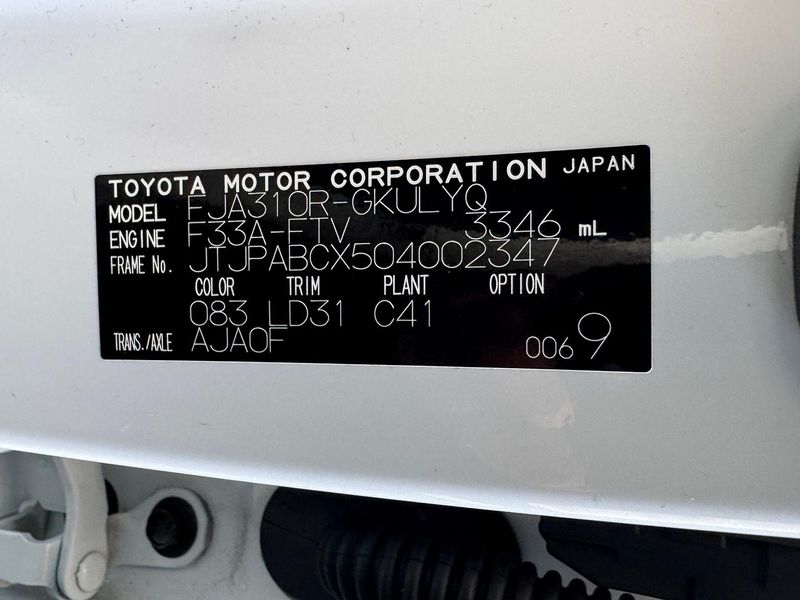 TOYOTA MOTOR CORPORATION JAPAN
MODEL FJA310R-GKULYQ
ENGINE F33A-FTV 3346 mL
FRAME No. JTJPABCX504002347
COLOR TRIM PLANT OPTION
083 LD31 C41
TRANS./AXLE AJA0F 0069